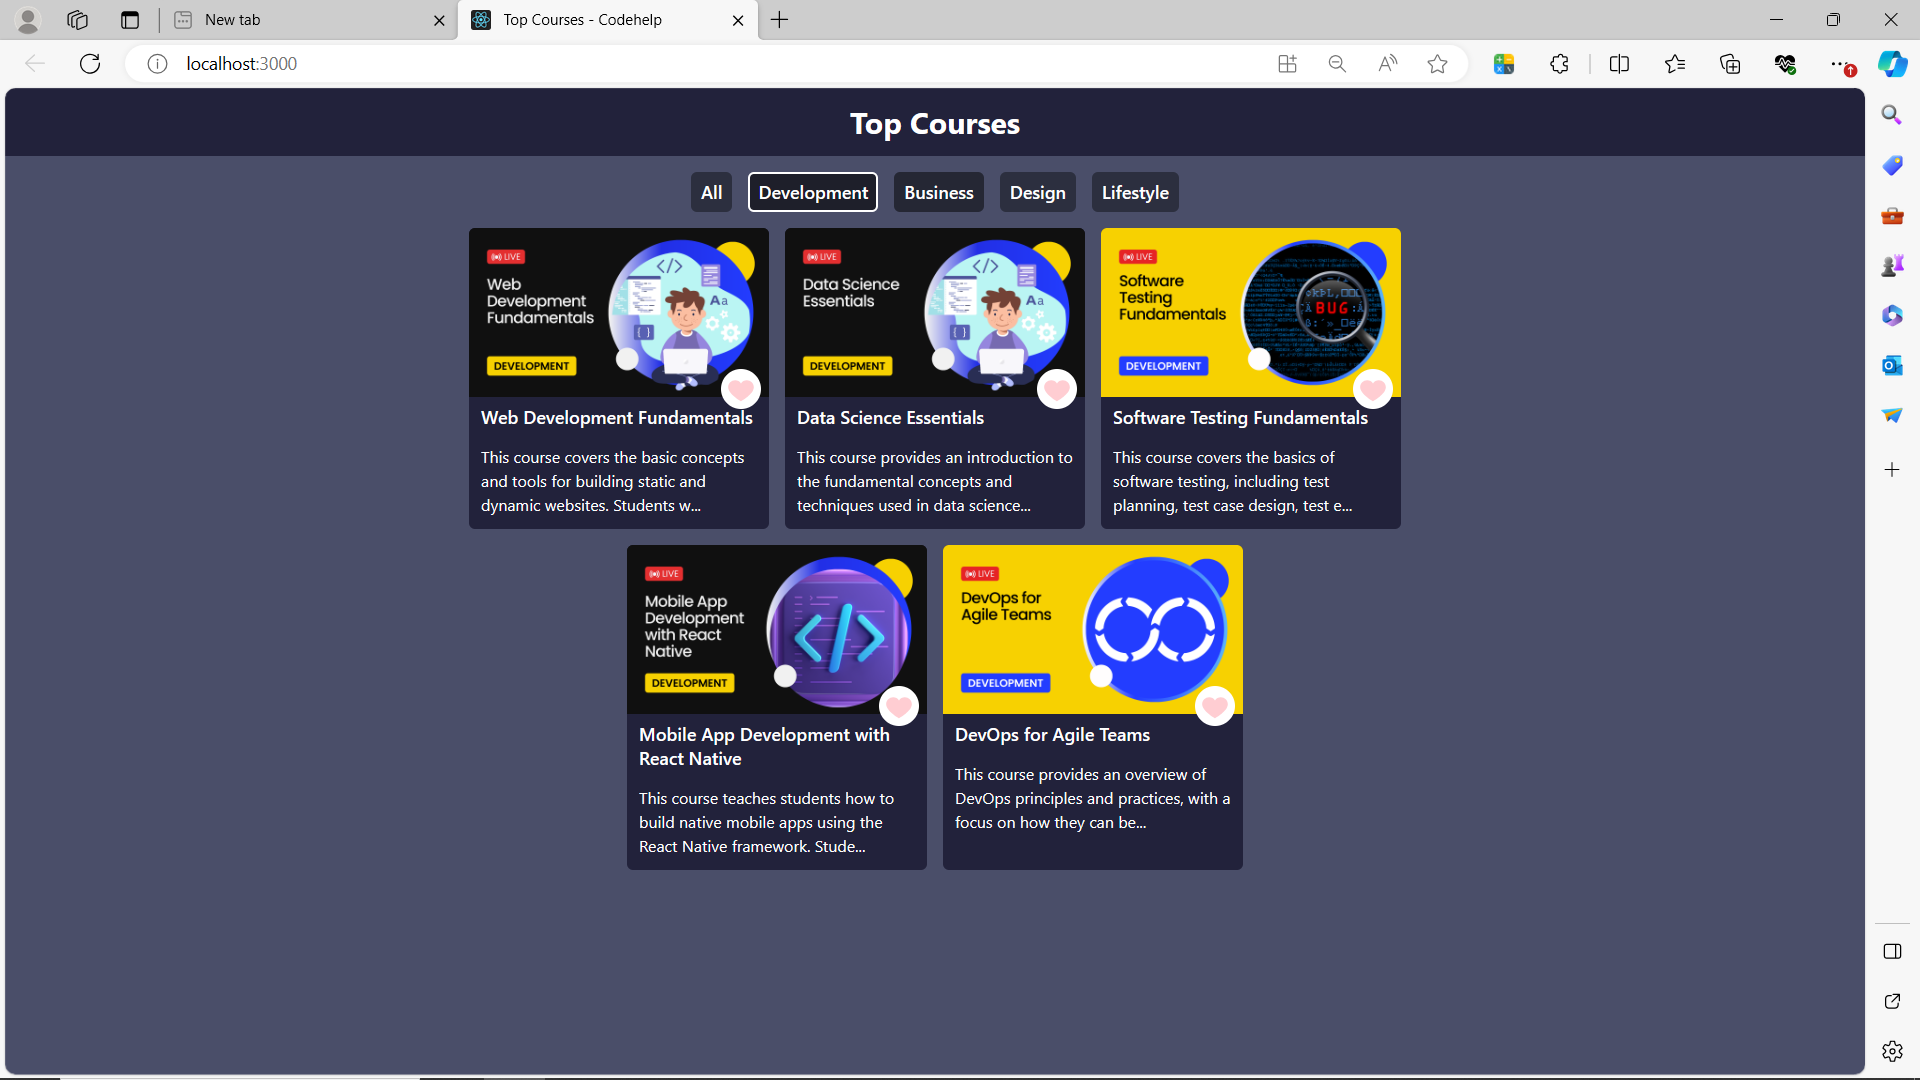 New tab
Top Courses - Codehelp
localhost:3000
Top Courses
All
Development
Business
Design
Lifestyle
LIVE
Web
Development
Fundamentals
DEVELOPMENT
Aa
Web Development Fundamentals
This course covers the basic concepts
and tools for building static and
dynamic websites. Students w...
LIVE
Data Science
Essentials
DEVELOPMENT
Aa
Data Science Essentials
This course provides an introduction to
the fundamental concepts and
techniques used in data science...
LIVE
Software
Testing
Fundamentals
DEVELOPMENT
BUG
Software Testing Fundamentals
This course covers the basics of
software testing, including test
planning, test case design, test e...
LIVE
Mobile App
Development
with React
Native
DEVELOPMENT
Mobile App Development with
React Native
This course teaches students how to
build native mobile apps using the
React Native framework. Stude...
LIVE
DevOps for
Agile Teams
DEVELOPMENT
DevOps for Agile Teams
This course provides an overview of
DevOps principles and practices, with a
focus on how they can be...